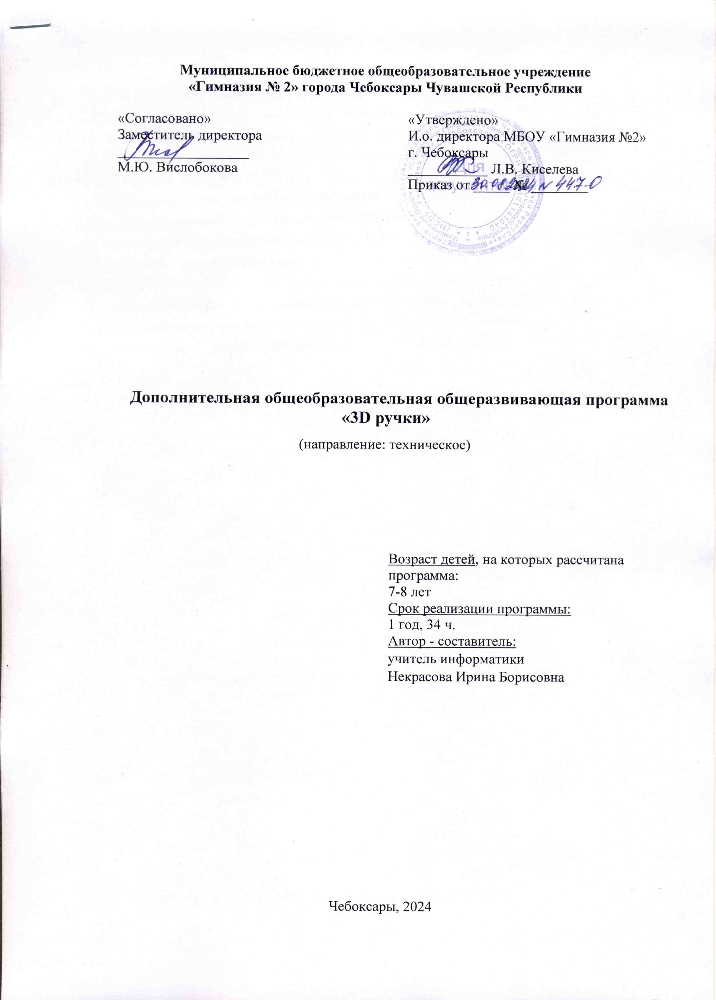 Муниципальное бюджетное общеобразовательное учреждение
«Гимназия № 2» города Чебоксары Чувашской Республики
«Согласовано»
Заместитель директора
М.Ю. Вислобокова
«Утверждено»
И.о. директора МБОУ «Гимназия №2»
г. Чебоксары
Л.В. Киселева
Приказ от 30.08.2024 № N 447-О
Для
документов
Дополнительная общеобразовательная общеразвивающая программа
«3D ручки»
(направление: техническое)
Возраст детей, на которых рассчитана
программа:
7-8 лет
Срок реализации программы:
1 год, 34 ч.
Автор - составитель:
учитель информатики
Некрасова Ирина Борисовна
Чебоксары, 2024